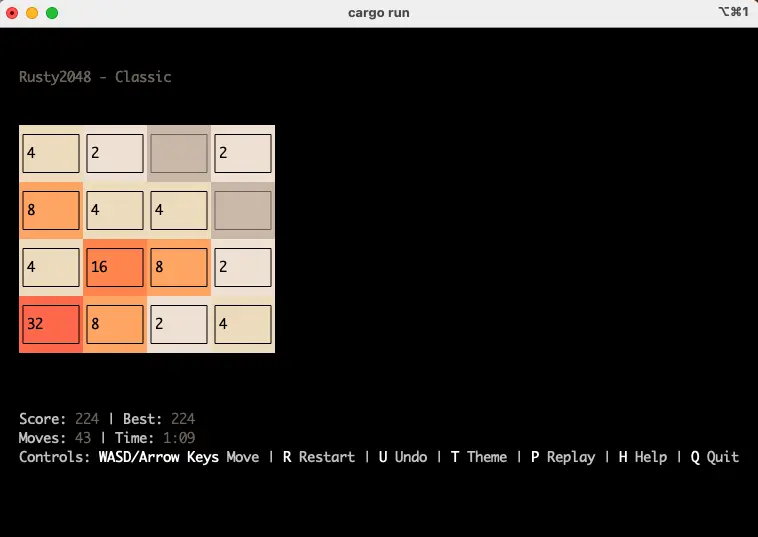 cargo run
⌥⌘1
Rusty2048 - Classic
4 2 2
8 4 4
4 16 8 2
32 8 2 4
Score: 224 | Best: 224
Moves: 43 | Time: 1:09
Controls: WASD/Arrow Keys Move | R Restart | U Undo | T Theme | P Replay | H Help | Q Quit